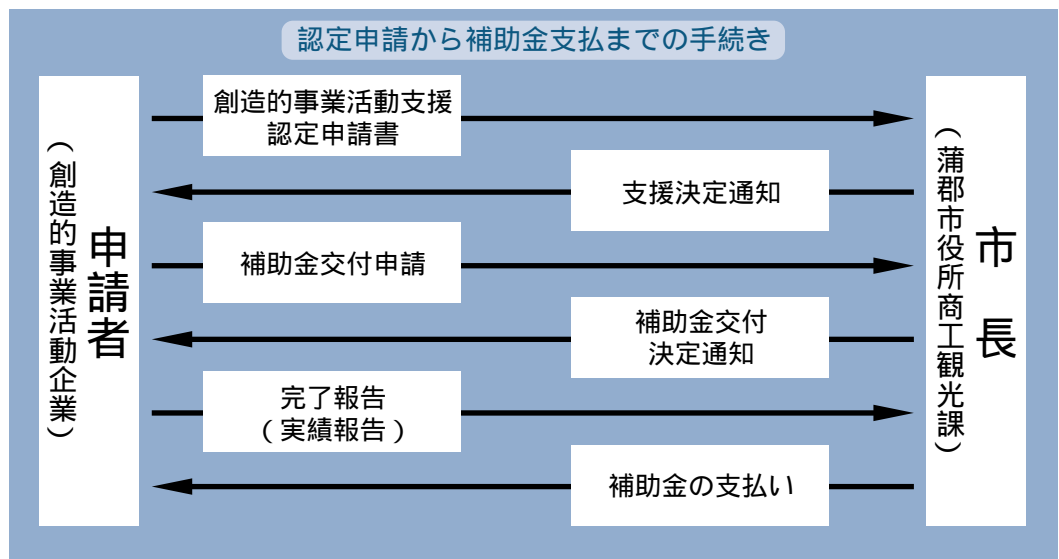 認定申請から補助金支払までの手続き
申請者
（創造的事業活動企業）
創造的事業活動支援
認定申請書
支援決定通知
補助金交付申請
補助金交付
決定通知
完了報告
（実績報告）
補助金の支払い
市長
（蒲郡市役所商工観光課）